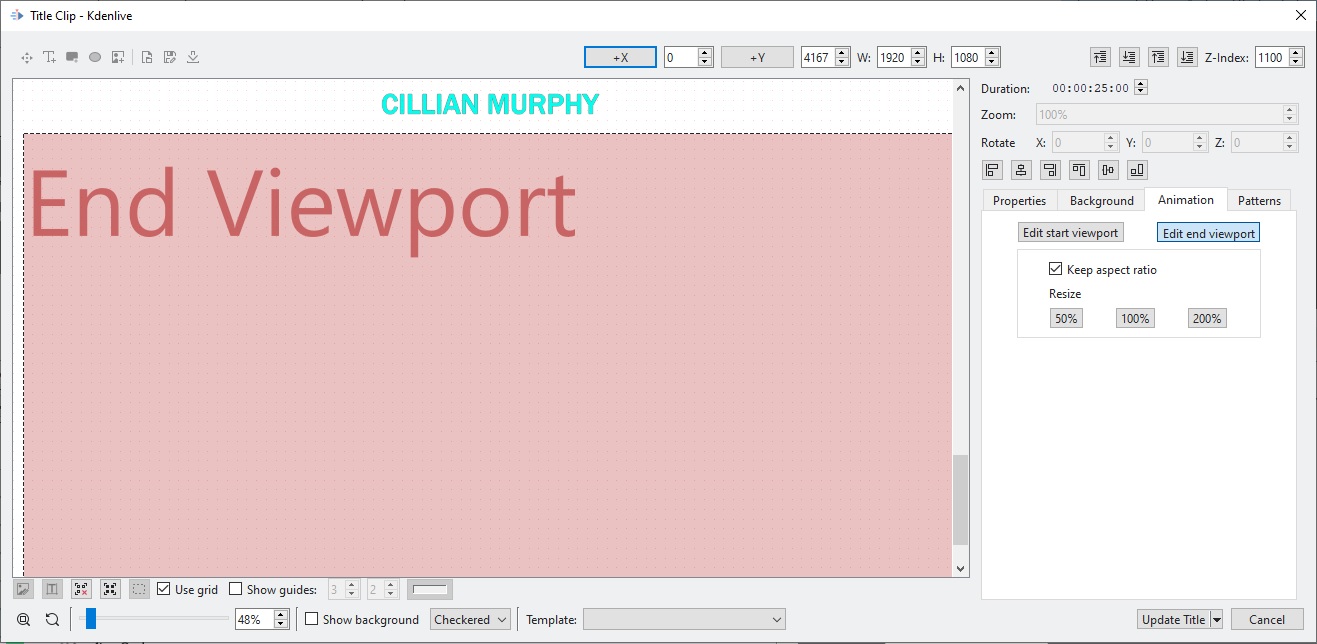 Title Clip - Kdenlive
+X 0 +Y 4167 W: 1920 H: 1080 Z-Index: 1100
CILLIAN MURPHY
End Viewport
Duration: 00:00:25:00
Zoom: 100%
Rotate X: 0 Y: 0 Z: 0
Properties Background Animation Patterns
Edit start viewport Edit end viewport
Keep aspect ratio
Resize
50% 100% 200%
Use grid Show guides: 3 2
48% Show background Checkered Template:
Update Title Cancel